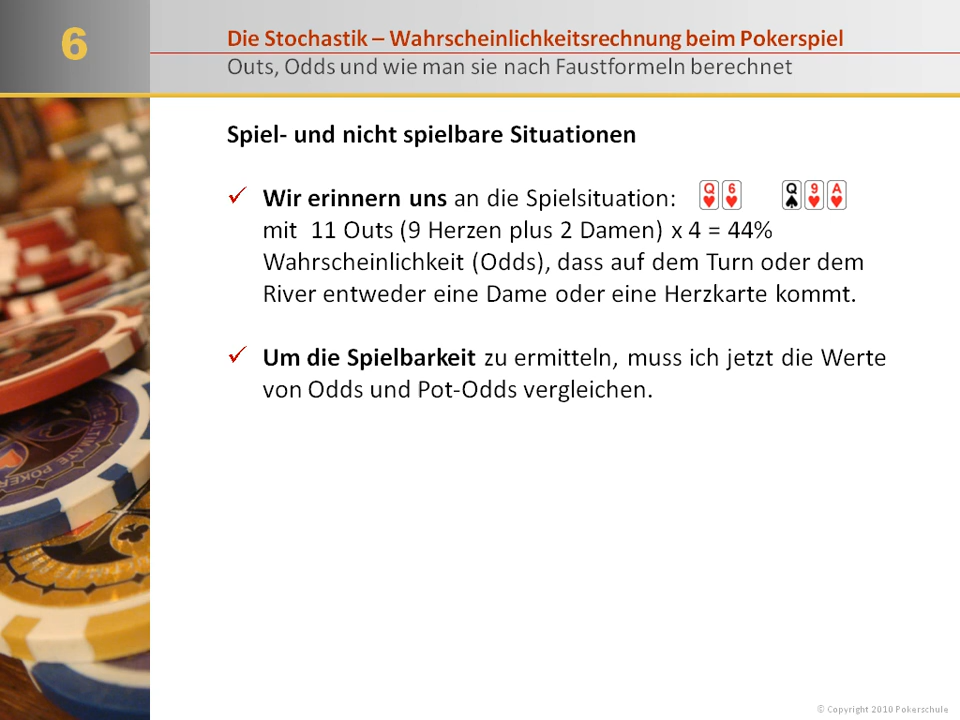 6
Die Stochastik – Wahrscheinlichkeitsrechnung beim Pokerspiel
Outs, Odds und wie man sie nach Faustformeln berechnet
Spiel- und nicht spielbare Situationen
✓ Wir erinnern uns an die Spielsituation: Q♥ 6♥ Q♠ 9♥ A♥
mit 11 Outs (9 Herzen plus 2 Damen) x 4 = 44%
Wahrscheinlichkeit (Odds), dass auf dem Turn oder dem
River entweder eine Dame oder eine Herzkarte kommt.
✓ Um die Spielbarkeit zu ermitteln, muss ich jetzt die Werte
von Odds und Pot-Odds vergleichen.
ULTIMATE POKER
© Copyright 2010 Pokerschule